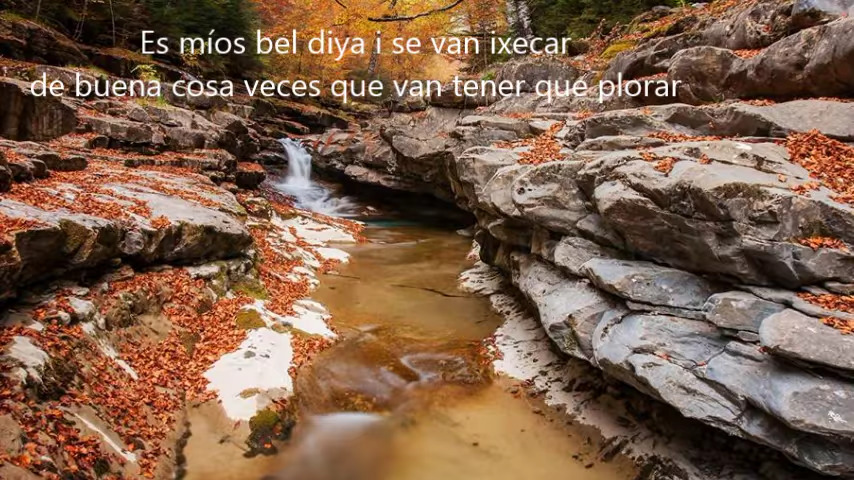 Es míos bel diya i se van ixecar
de buena cosa veces que van tener que plorar